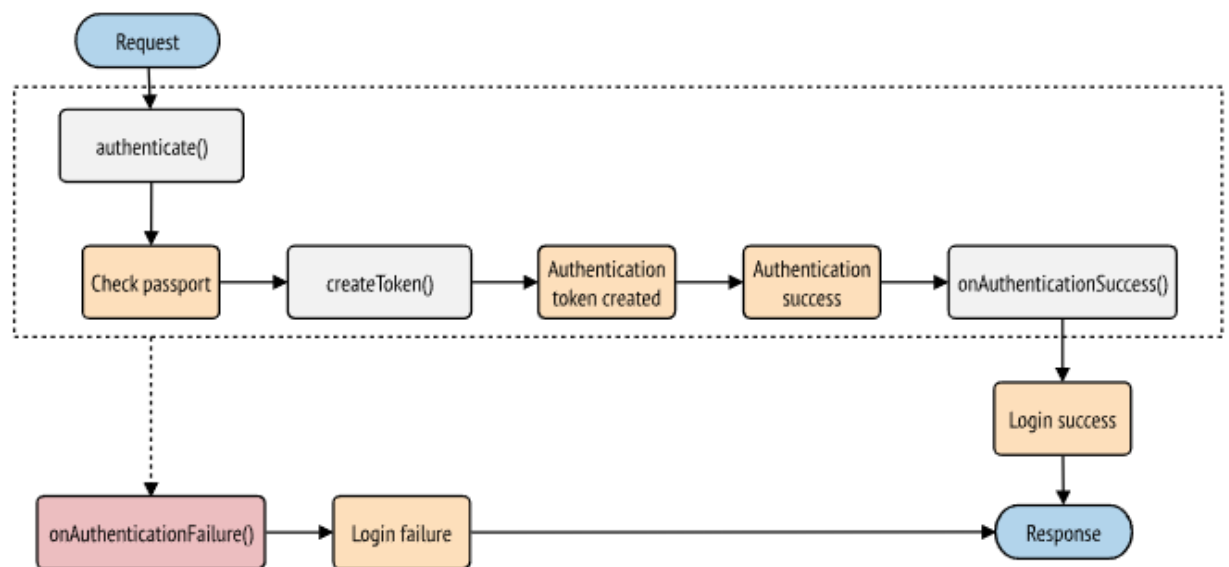 Request
authenticate()
Check passport
createToken()
Authentication
token created
Authentication
success
onAuthenticationSuccess()
Login success
onAuthenticationFailure()
Login failure
Response